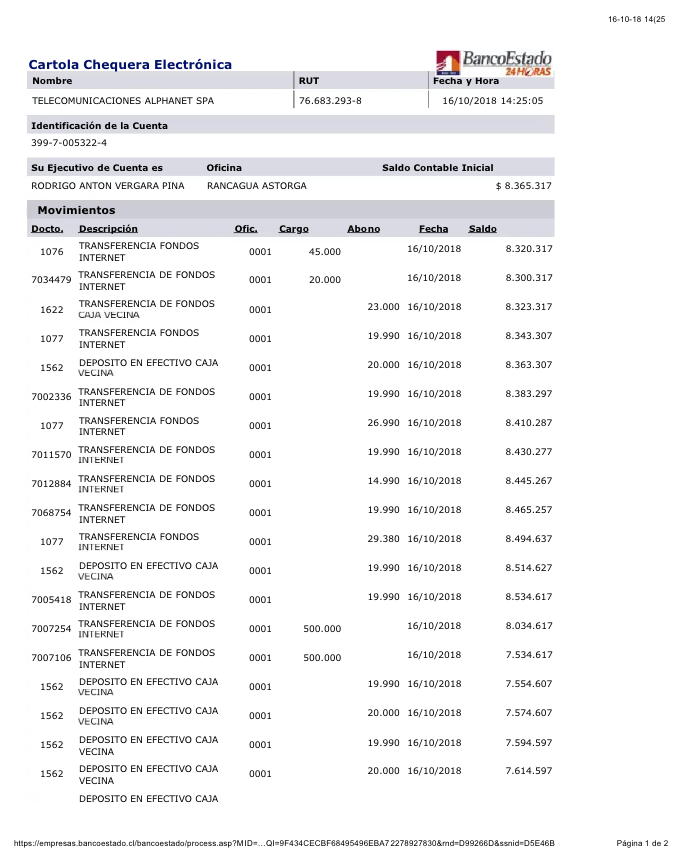 16-10-18 14(25
BancoEstado
24HORAS
Cartola Chequera Electrónica
Nombre RUT Fecha y Hora
TELECOMUNICACIONES ALPHANET SPA 76.683.293-8 16/10/2018 14:25:05
Identificación de la Cuenta
399-7-005322-4
Su Ejecutivo de Cuenta es Oficina Saldo Contable Inicial
RODRIGO ANTON VERGARA PINA RANCAGUA ASTORGA $ 8.365.317
Movimientos
Docto. Descripción Ofic. Cargo Abono Fecha Saldo
1076 TRANSFERENCIA FONDOS 0001 45.000 16/10/2018 8.320.317
INTERNET
7034479 TRANSFERENCIA DE FONDOS 0001 20.000 16/10/2018 8.300.317
INTERNET
1622 TRANSFERENCIA DE FONDOS 0001 23.000 16/10/2018 8.323.317
CAJA VECINA
1077 TRANSFERENCIA FONDOS 0001 19.990 16/10/2018 8.343.307
INTERNET
1562 DEPOSITO EN EFECTIVO CAJA 0001 20.000 16/10/2018 8.363.307
VECINA
7002336 TRANSFERENCIA DE FONDOS 0001 19.990 16/10/2018 8.383.297
INTERNET
1077 TRANSFERENCIA FONDOS 0001 26.990 16/10/2018 8.410.287
INTERNET
7011570 TRANSFERENCIA DE FONDOS 0001 19.990 16/10/2018 8.430.277
INTERNET
7012884 TRANSFERENCIA DE FONDOS 0001 14.990 16/10/2018 8.445.267
INTERNET
7068754 TRANSFERENCIA DE FONDOS 0001 19.990 16/10/2018 8.465.257
INTERNET
1077 TRANSFERENCIA FONDOS 0001 29.380 16/10/2018 8.494.637
INTERNET
1562 DEPOSITO EN EFECTIVO CAJA 0001 19.990 16/10/2018 8.514.627
VECINA
7005418 TRANSFERENCIA DE FONDOS 0001 19.990 16/10/2018 8.534.617
INTERNET
7007254 TRANSFERENCIA DE FONDOS 0001 500.000 16/10/2018 8.034.617
INTERNET
7007106 TRANSFERENCIA DE FONDOS 0001 500.000 16/10/2018 7.534.617
INTERNET
1562 DEPOSITO EN EFECTIVO CAJA 0001 19.990 16/10/2018 7.554.607
VECINA
1562 DEPOSITO EN EFECTIVO CAJA 0001 20.000 16/10/2018 7.574.607
VECINA
1562 DEPOSITO EN EFECTIVO CAJA 0001 19.990 16/10/2018 7.594.597
VECINA
1562 DEPOSITO EN EFECTIVO CAJA 0001 20.000 16/10/2018 7.614.597
VECINA
DEPOSITO EN EFECTIVO CAJA
https://empresas.bancoestado.cl/bancoestado/process.asp?MID=…QI=9F434CECBF68495496EBA72278927830&rnd=D99266D&ssnid=D5E46B Página 1 de 2